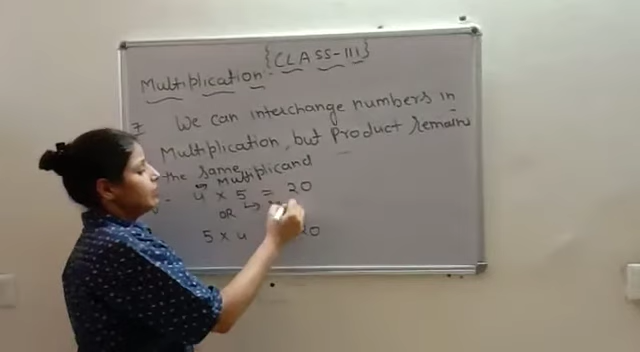 {CLASS-III}
Multiplication:-
We can interchange numbers in
Multiplication, but Product remains
the same
Multiplicand
4 × 5 = 20
OR
5 × 4